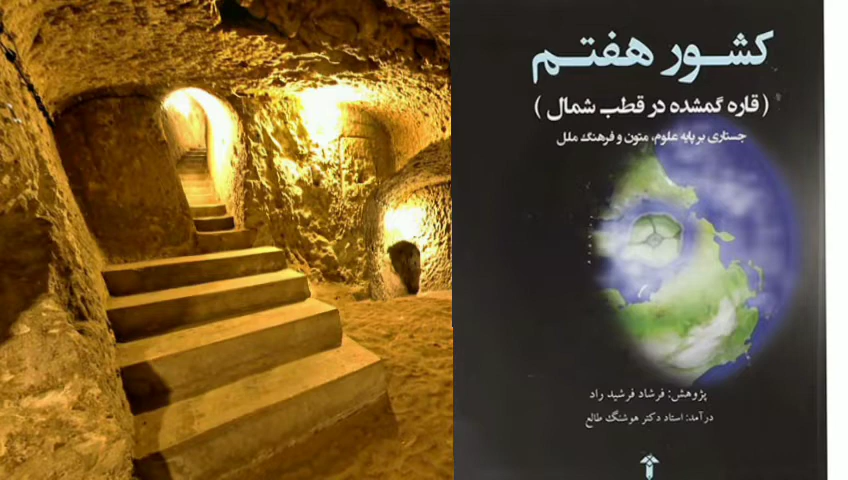 کشور هفتم
( قاره گمشده در قطب شمال )
جستاری بر پایه علوم، متون و فرهنگ ملل
پژوهش: فرشاد فرشید راد
درآمد: استاد دکتر هوشنگ طالع